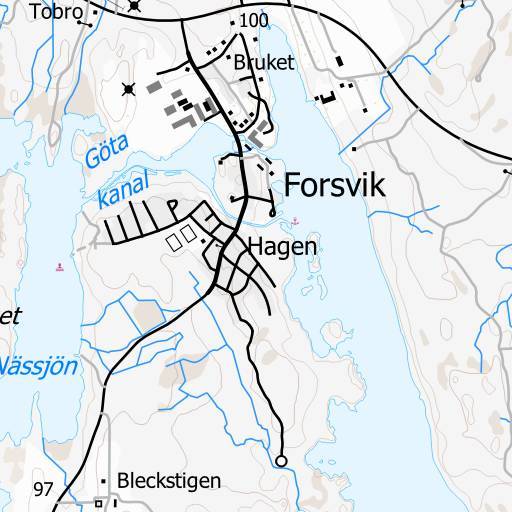 Tobro
100
Bruket
Göta
kanal
Forsvik
P
Hagen
et
Nässjön
Bleckstigen
97